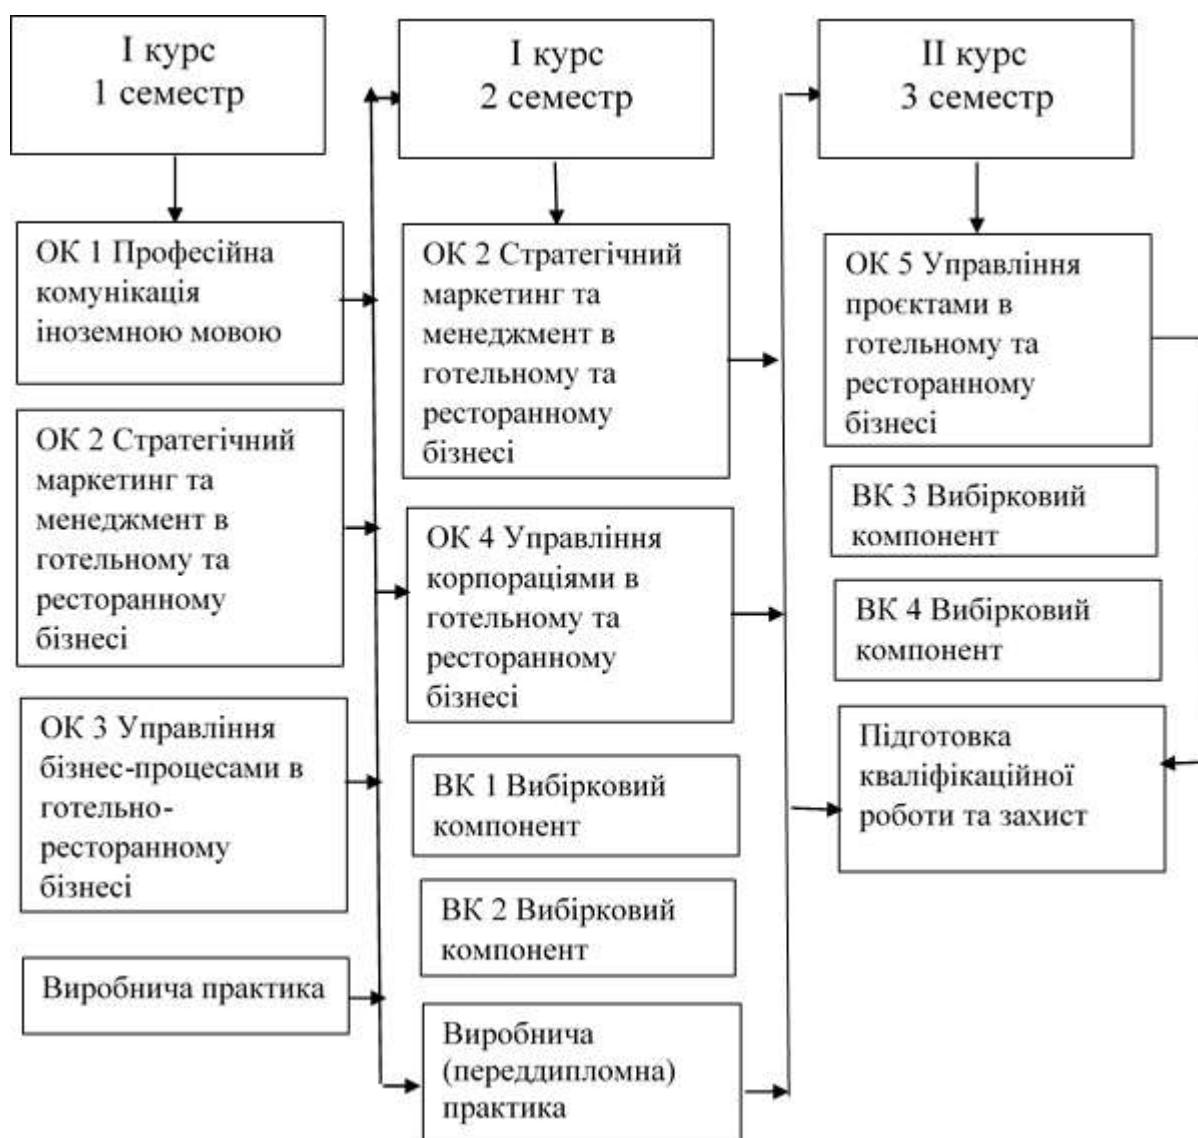 І курс
1 семестр
ОК 1 Професійна
комунікація
іноземною мовою
ОК 2 Стратегічний
маркетинг та
менеджмент в
готельному та
ресторанному
бізнесі
ОК 3 Управління
бізнес-процесами в
готельно-
ресторанному
бізнесі
Виробнича практика
І курс
2 семестр
ОК 2 Стратегічний
маркетинг та
менеджмент в
готельному та
ресторанному
бізнесі
ОК 4 Управління
корпораціями в
готельному та
ресторанному
бізнесі
ВК 1 Вибірковий
компонент
ВК 2 Вибірковий
компонент
Виробнича
(переддипломна)
практика
ІІ курс
3 семестр
ОК 5 Управління
проєктами в
готельному та
ресторанному
бізнесі
ВК 3 Вибірковий
компонент
ВК 4 Вибірковий
компонент
Підготовка
кваліфікаційної
роботи та захист